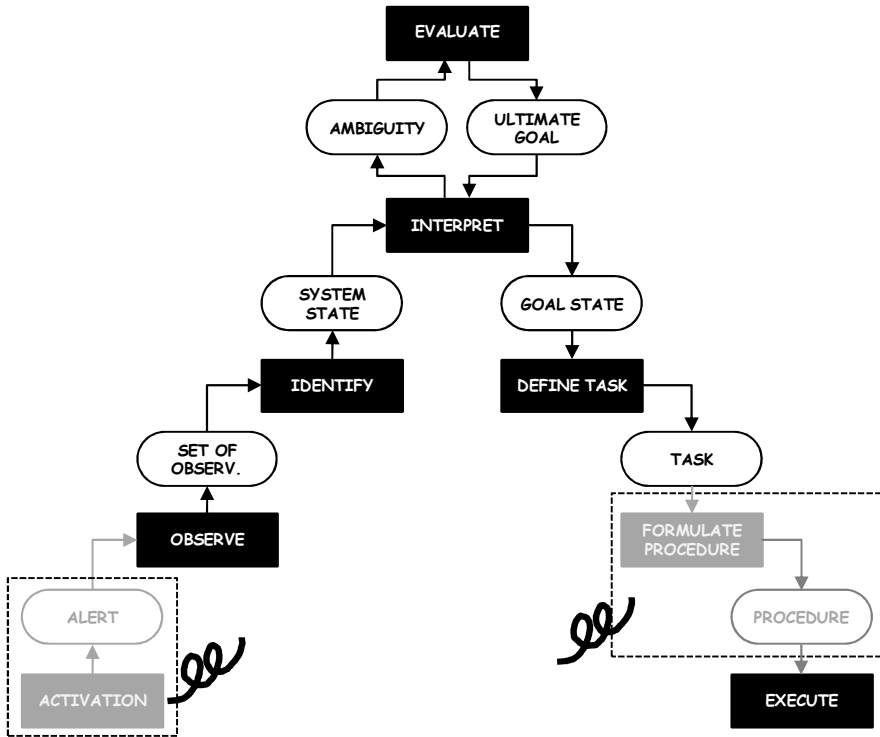 EVALUATE
AMBIGUITY
ULTIMATE
GOAL
INTERPRET
SYSTEM
STATE
GOAL STATE
IDENTIFY
DEFINE TASK
SET OF
OBSERV.
TASK
OBSERVE
FORMULATE
PROCEDURE
ALERT
PROCEDURE
ACTIVATION
EXECUTE